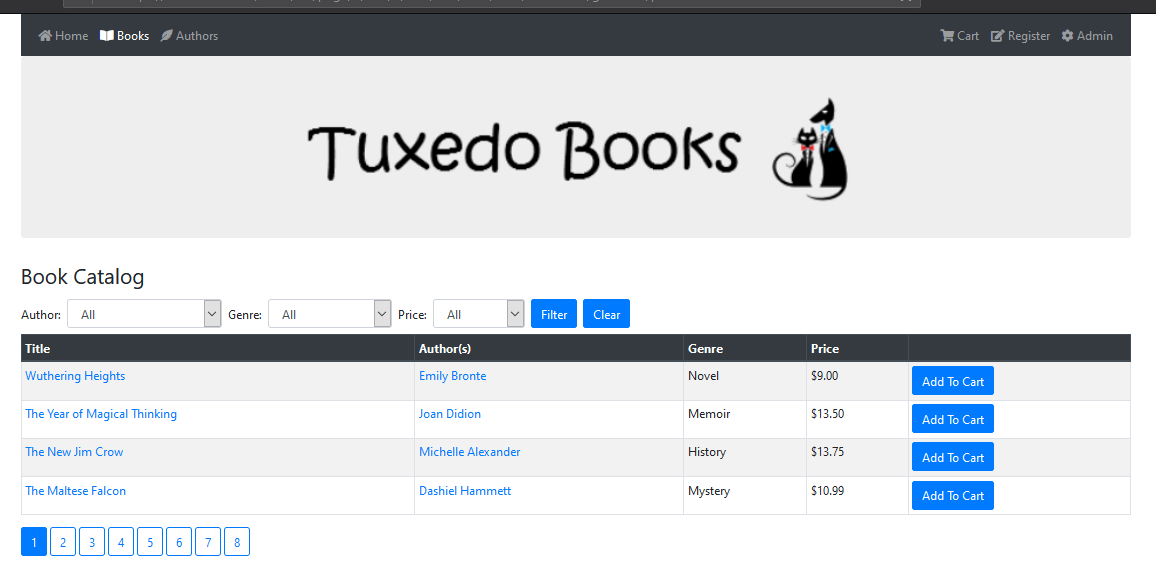 Home Books Authors Cart Register Admin
Tuxedo Books
Book Catalog
Author: All Genre: All Price: All Filter Clear
Title Author(s) Genre Price
Wuthering Heights Emily Bronte Novel $9.00 Add To Cart
The Year of Magical Thinking Joan Didion Memoir $13.50 Add To Cart
The New Jim Crow Michelle Alexander History $13.75 Add To Cart
The Maltese Falcon Dashiel Hammett Mystery $10.99 Add To Cart
1 2 3 4 5 6 7 8